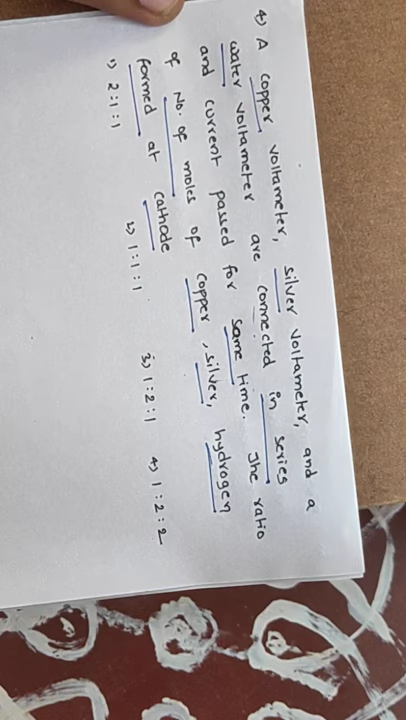 4) A copper voltameter, silver voltameter, and a
water voltameter are connected in series
and current passed for same time. The ratio
of No. of moles of copper, silver, hydrogen
formed at cathode
1) 2:1:1 2) 1:1:1 3) 1:2:1 4) 1:2:2